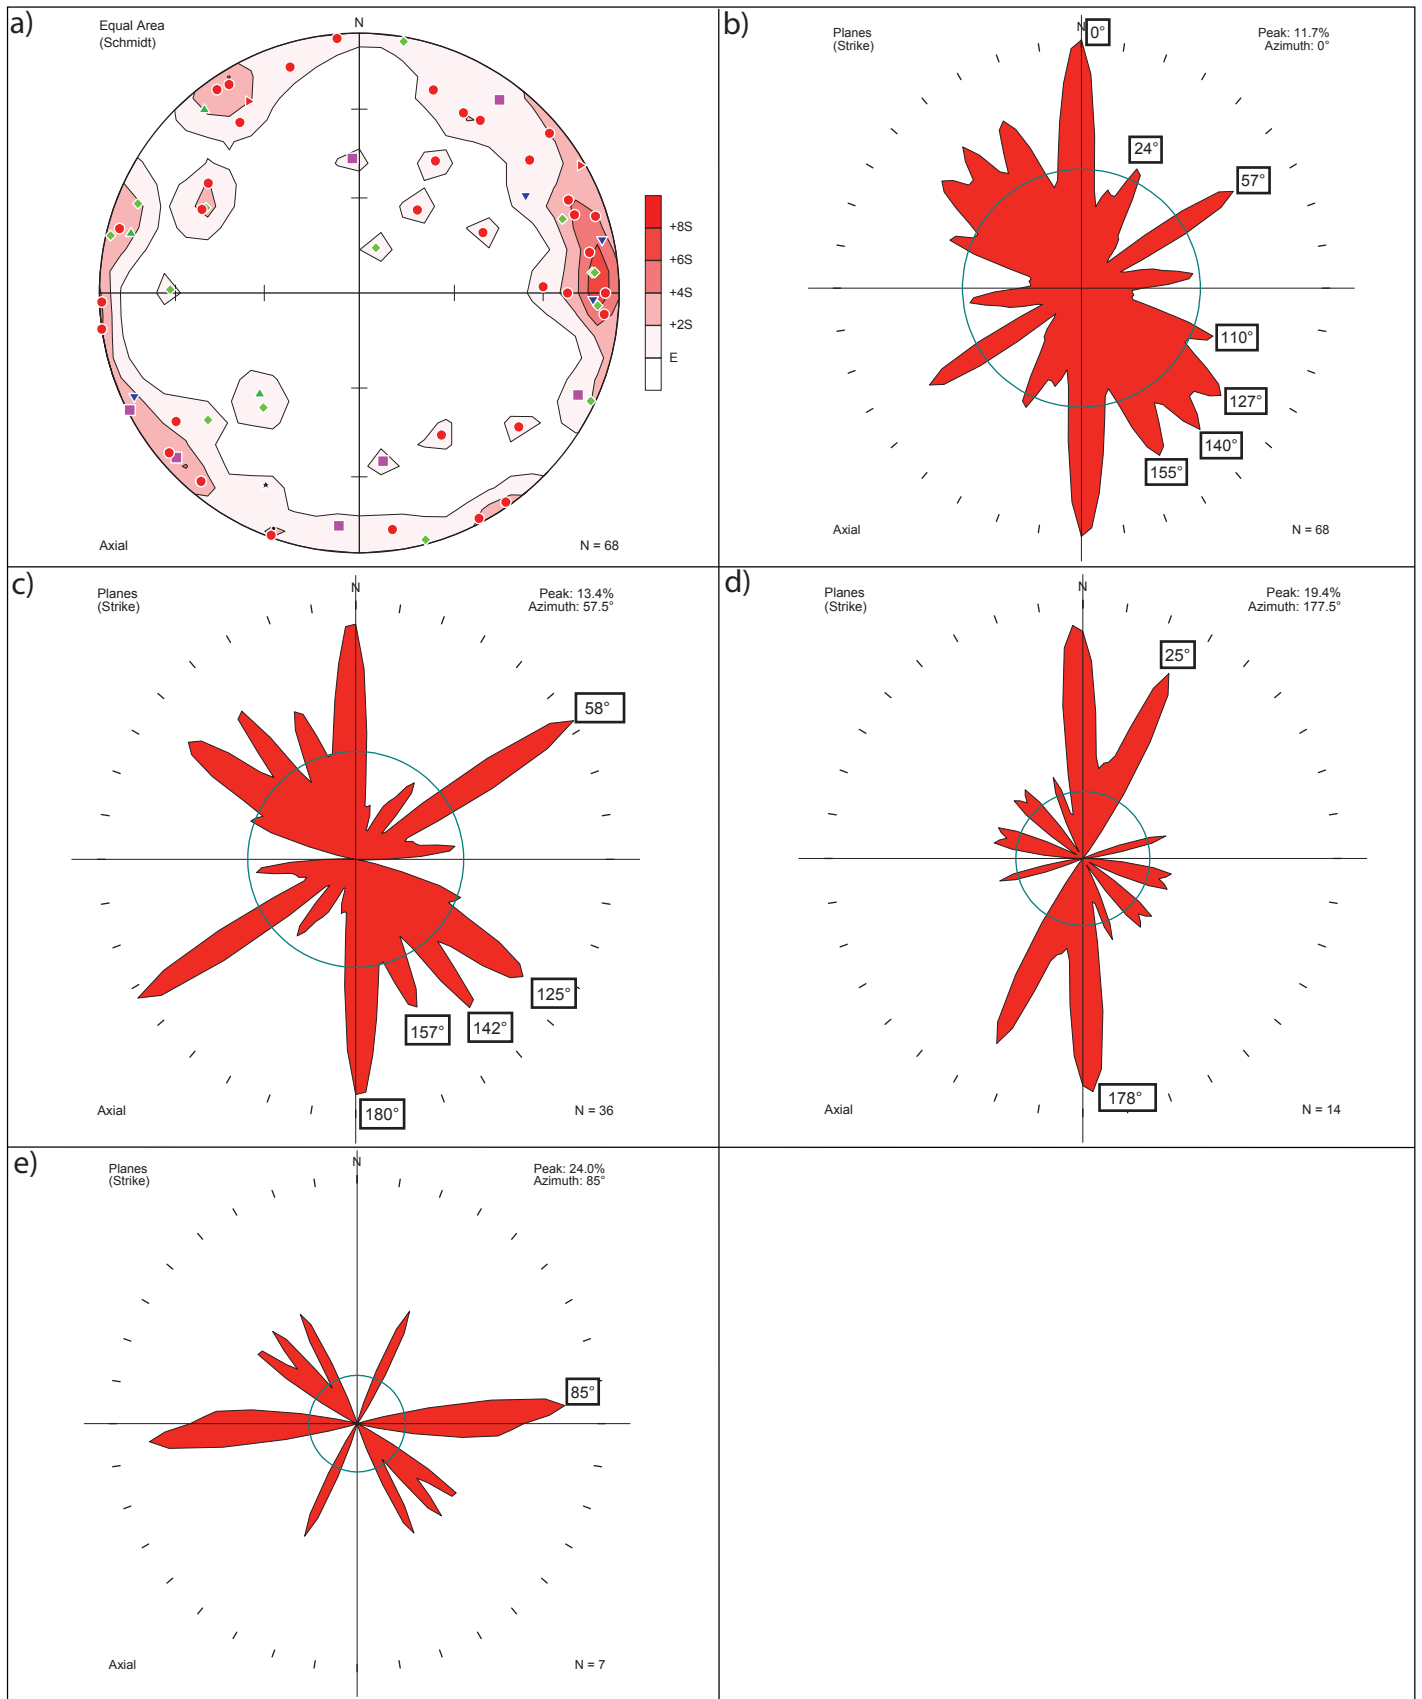 a)
Equal Area
(Schmidt)
N
+8S
+6S
+4S
+2S
E
Axial
N = 68
b)
Planes
(Strike)
N
0°
Peak: 11.7%
Azimuth: 0°
24°
57°
110°
127°
140°
155°
Axial
N = 68
c)
Planes
(Strike)
N
Peak: 13.4%
Azimuth: 57.5°
58°
125°
142°
157°
180°
Axial
N = 36
d)
Planes
(Strike)
N
Peak: 19.4%
Azimuth: 177.5°
25°
178°
Axial
N = 14
e)
Planes
(Strike)
N
Peak: 24.0%
Azimuth: 85°
85°
Axial
N = 7